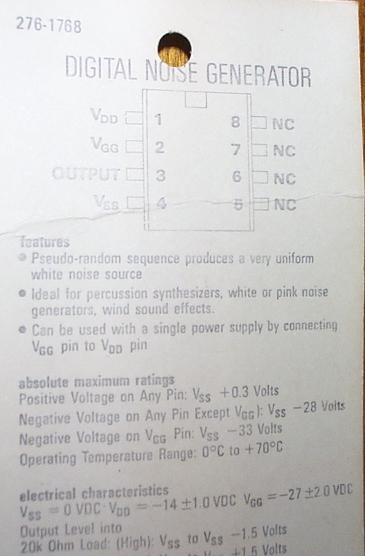 276-1768
DIGITAL NOISE GENERATOR
VDD 1 8 NC
VGG 2 7 NC
OUTPUT 3 6 NC
VSS 4 5 NC
features
• Pseudo-random sequence produces a very uniform
white noise source
• Ideal for percussion synthesizers, white or pink noise
generators, wind sound effects.
• Can be used with a single power supply by connecting
VGG pin to VDD pin
absolute maximum ratings
Positive Voltage on Any Pin: VSS +0.3 Volts
Negative Voltage on Any Pin Except VGG): VSS −28 Volts
Negative Voltage on VGG Pin: VSS −33 Volts
Operating Temperature Range: 0°C to +70°C
electrical characteristics
VSS = 0 VDC VDD = −14 ±1.0 VDC VGG = −27 ±2.0 VDC
Output Level into
20k Ohm Load: (High): VSS to VSS −1.5 Volts
+1.5 Volts